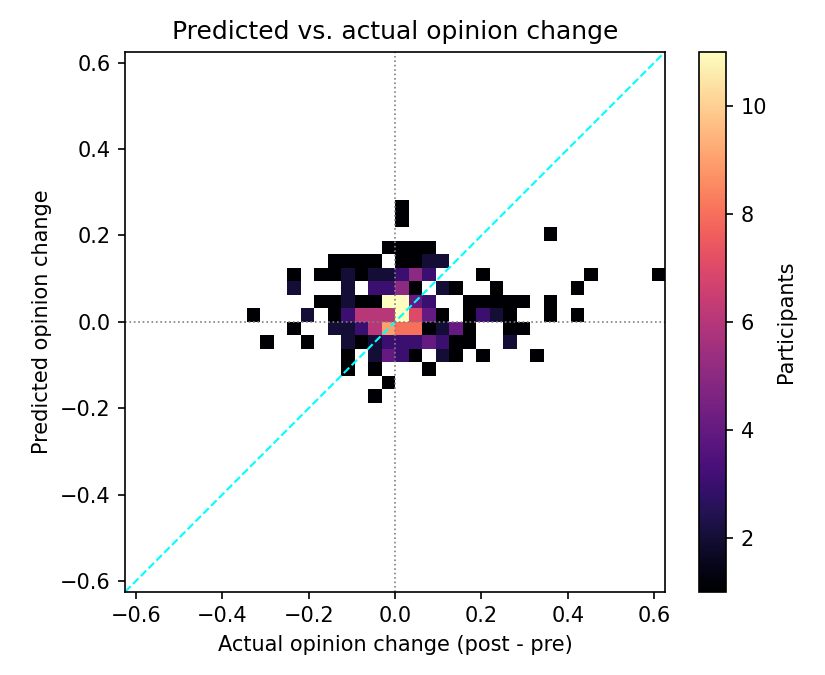 Predicted vs. actual opinion change
0.6
0.4
0.2
0.0
−0.2
−0.4
−0.6
Predicted opinion change
−0.6 −0.4 −0.2 0.0 0.2 0.4 0.6
Actual opinion change (post - pre)
10
8
6
4
2
Participants